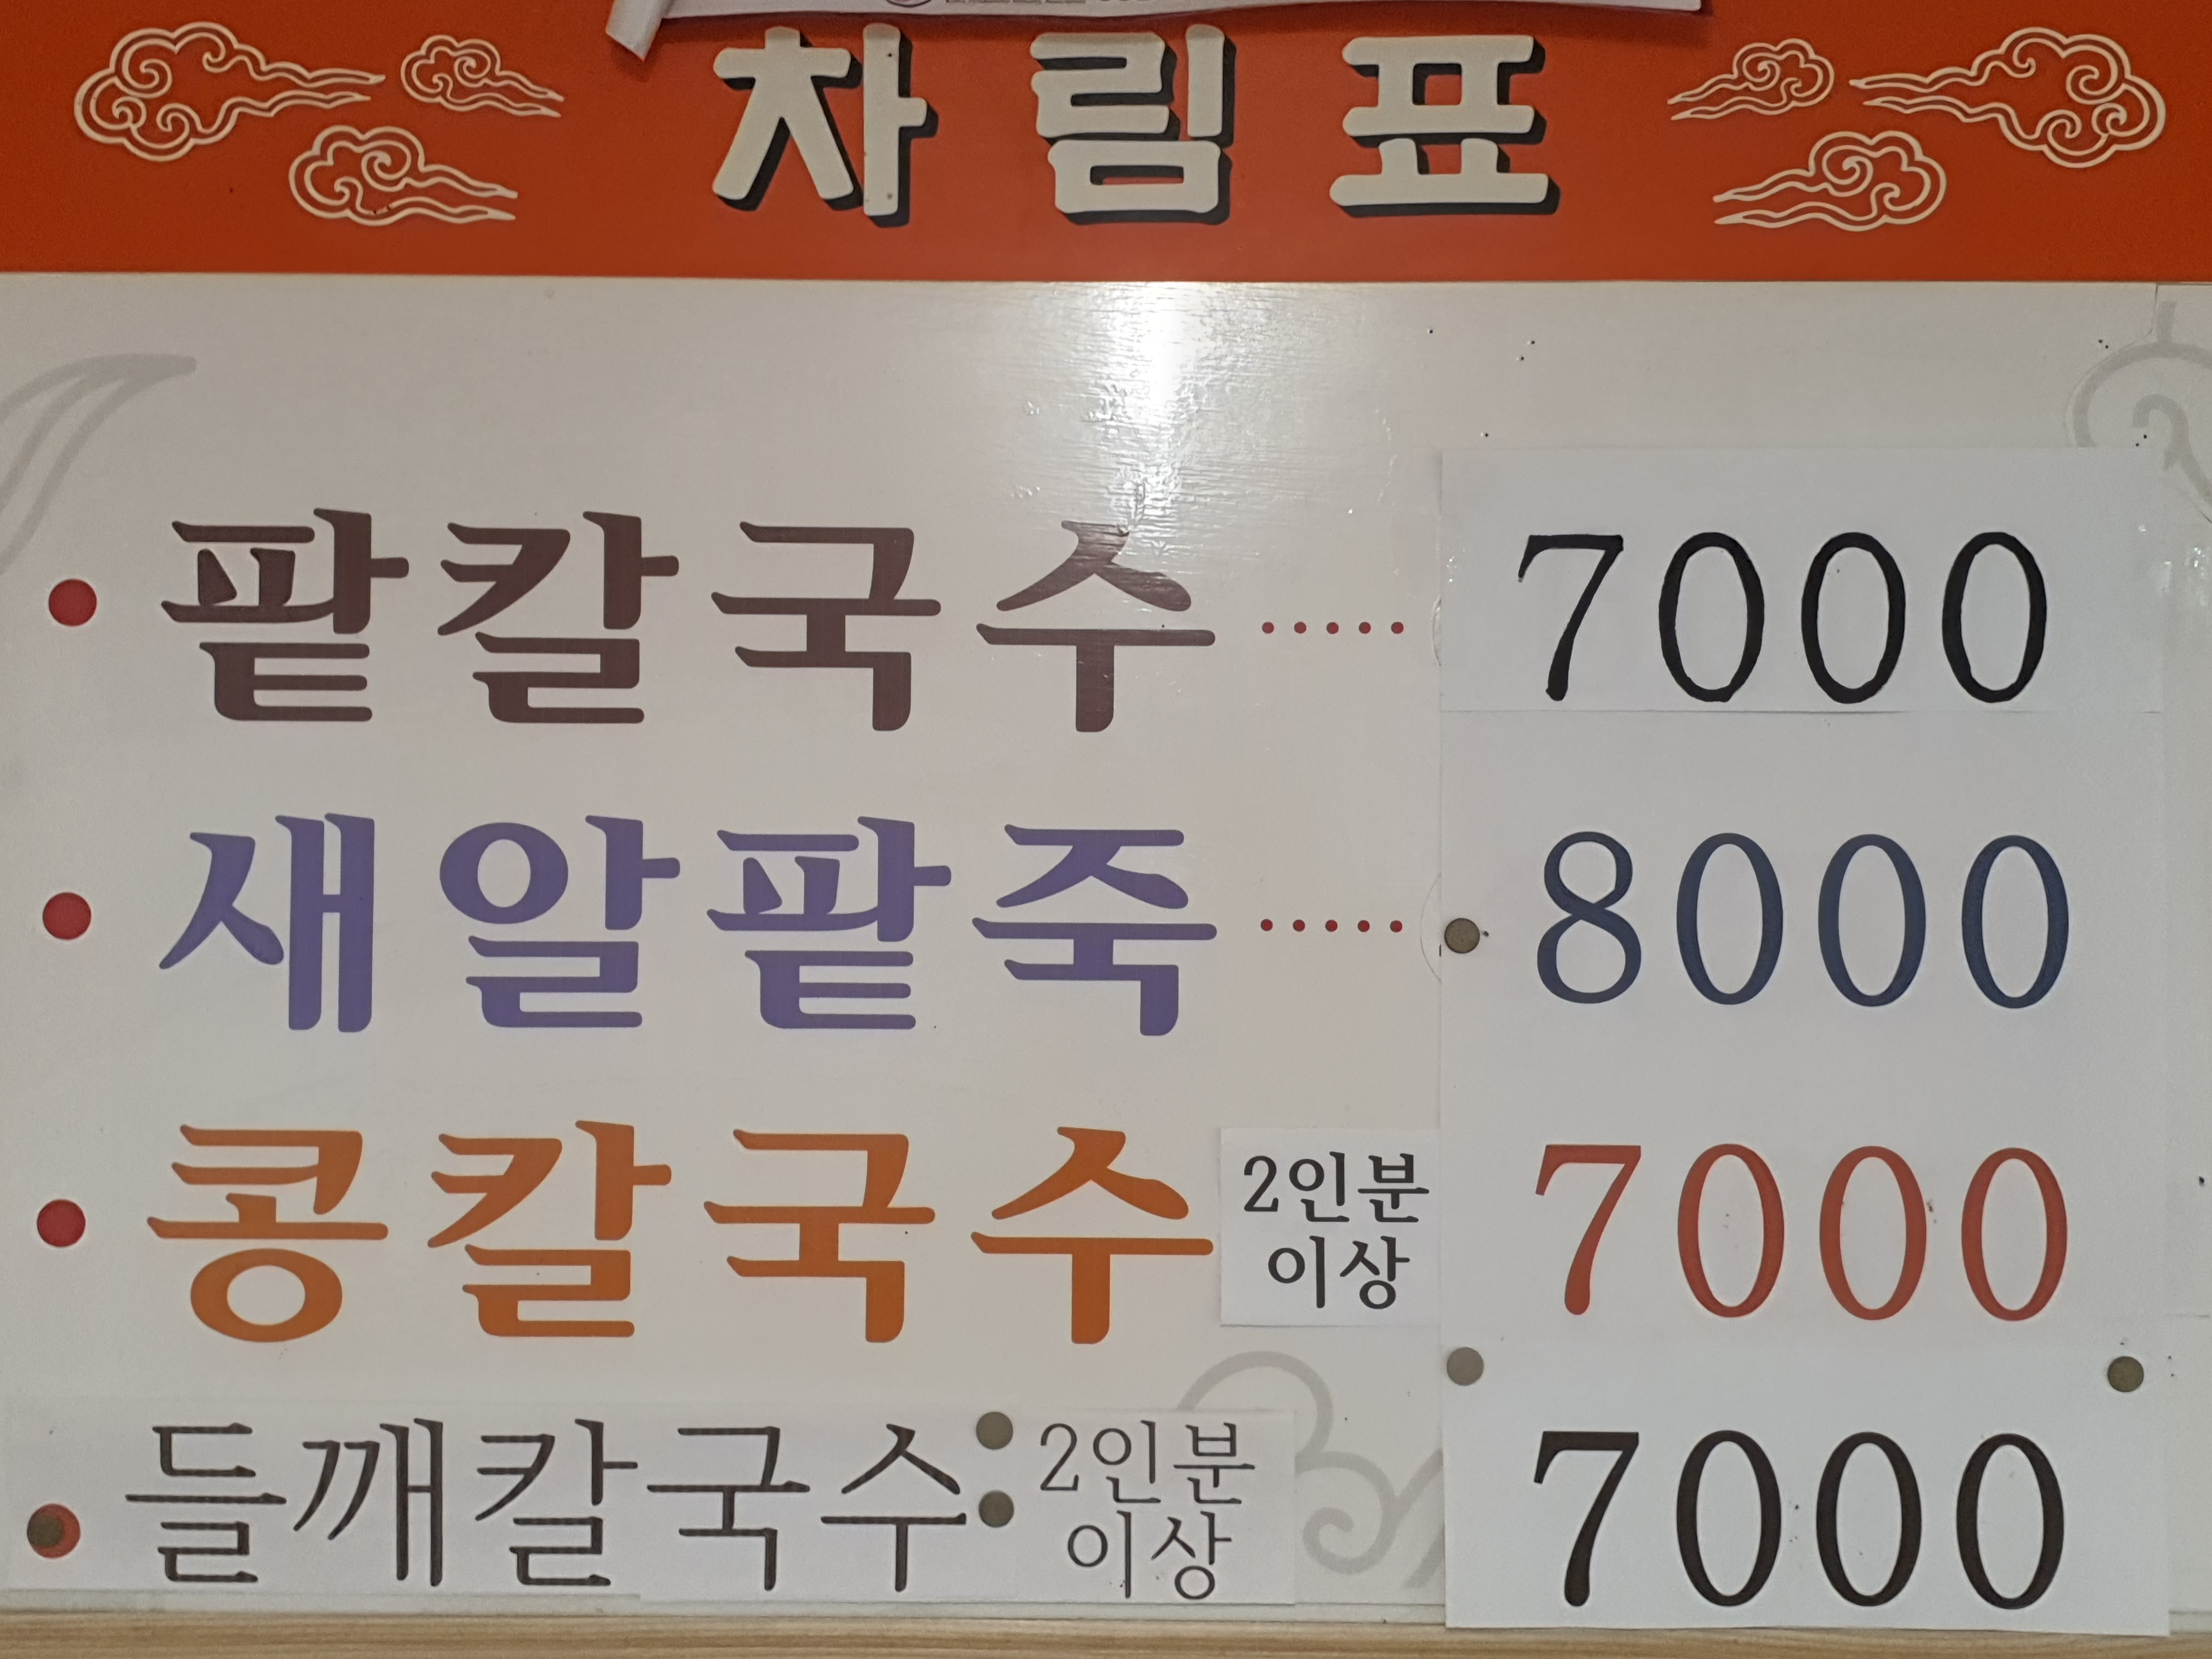 차림표
• 팥칼국수 ····· 7000
• 새알팥죽 ····· 8000
• 콩칼국수 2인분 이상 7000
• 들깨칼국수 2인분 이상 7000